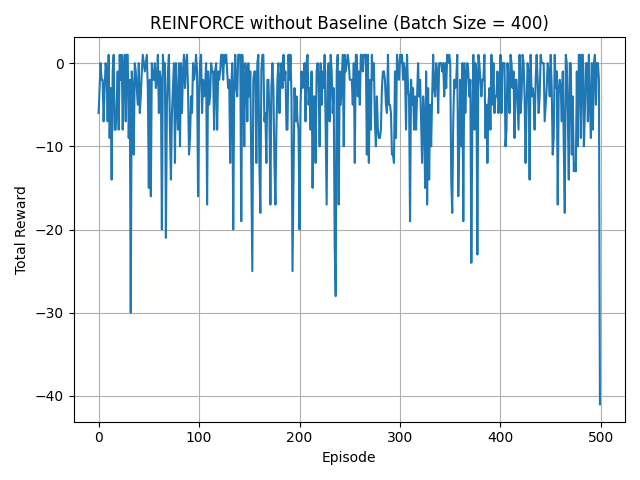 REINFORCE without Baseline (Batch Size = 400)
Total Reward
0
−10
−20
−30
−40
0 100 200 300 400 500
Episode